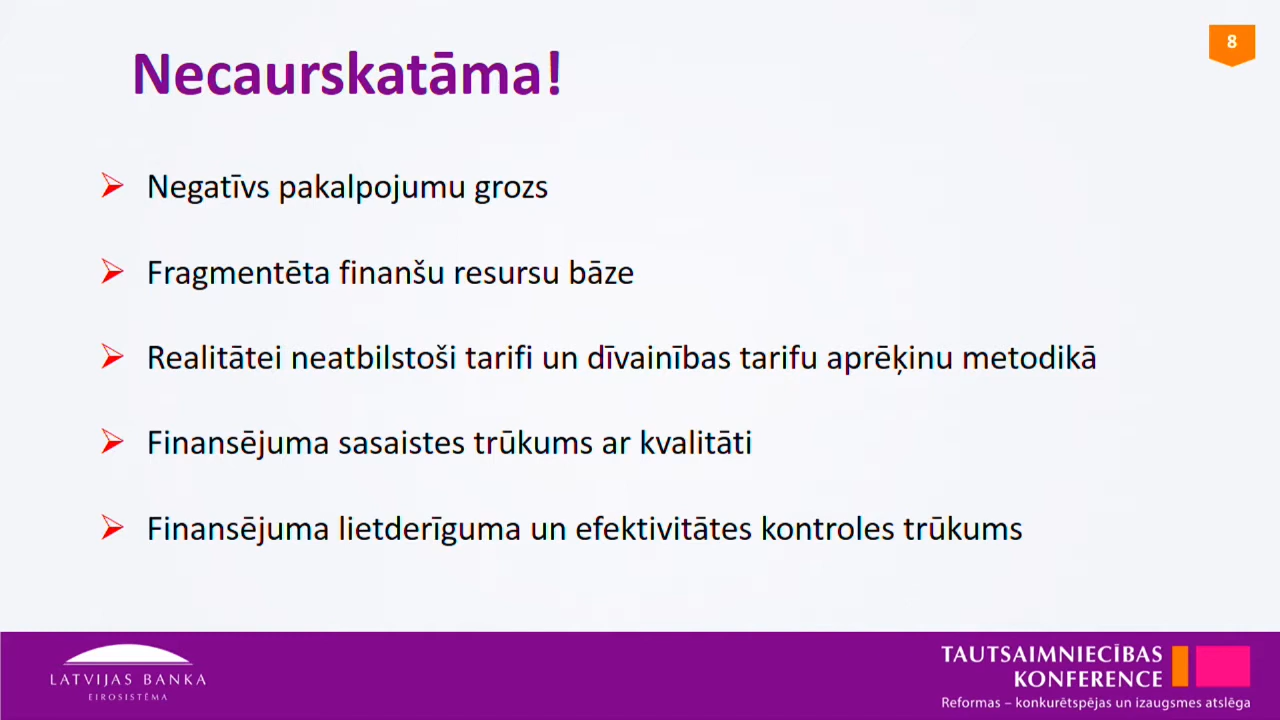 8
Necaurskatāma!
Negatīvs pakalpojumu grozs
Fragmentēta finanšu resursu bāze
Realitātei neatbilstoši tarifi un dīvainības tarifu aprēķinu metodikā
Finansējuma sasaistes trūkums ar kvalitāti
Finansējuma lietderīguma un efektivitātes kontroles trūkums
LATVIJAS BANKA
EIROSISTĒMA
TAUTSAIMNIECĪBAS
KONFERENCE
Reformas – konkurētspējas un izaugsmes atslēga